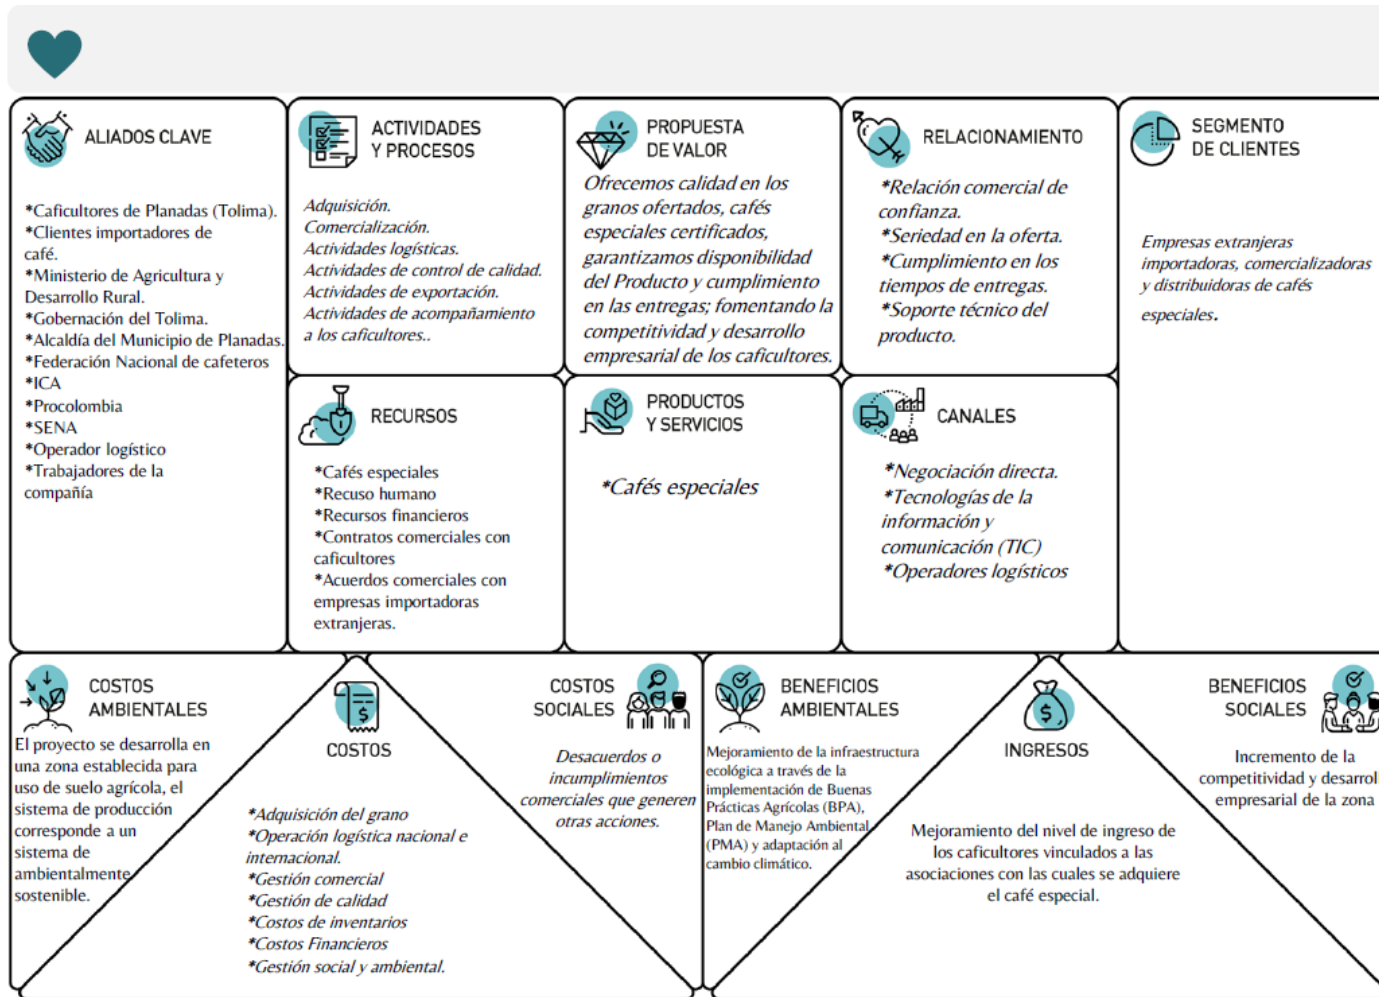 ALIADOS CLAVE
*Caficultores de Planadas (Tolima).
*Clientes importadores de
café.
*Ministerio de Agricultura y
Desarrollo Rural.
*Gobernación del Tolima.
*Alcaldía del Municipio de Planadas.
*Federación Nacional de cafeteros
*ICA
*Procolombia
*SENA
*Operador logístico
*Trabajadores de la
compañía
ACTIVIDADES
Y PROCESOS
Adquisición.
Comercialización.
Actividades logísticas.
Actividades de control de calidad.
Actividades de exportación.
Actividades de acompañamiento
a los caficultores..
RECURSOS
*Cafés especiales
*Recuso humano
*Recursos financieros
*Contratos comerciales con
caficultores
*Acuerdos comerciales con
empresas importadoras
extranjeras.
PROPUESTA
DE VALOR
Ofrecemos calidad en los
granos ofertados, cafés
especiales certificados,
garantizamos disponibilidad
del Producto y cumplimiento
en las entregas; fomentando la
competitividad y desarrollo
empresarial de los caficultores.
PRODUCTOS
Y SERVICIOS
*Cafés especiales
RELACIONAMIENTO
*Relación comercial de
confianza.
*Seriedad en la oferta.
*Cumplimiento en los
tiempos de entregas.
*Soporte técnico del
producto.
CANALES
*Negociación directa.
*Tecnologías de la
información y
comunicación (TIC)
*Operadores logísticos
SEGMENTO
DE CLIENTES
Empresas extranjeras
importadoras, comercializadoras
y distribuidoras de cafés
especiales.
COSTOS
AMBIENTALES
El proyecto se desarrolla en
una zona establecida para
uso de suelo agrícola, el
sistema de producción
corresponde a un
sistema de
ambientalmente
sostenible.
COSTOS
*Adquisición del grano
*Operación logística nacional e
internacional.
*Gestión comercial
*Gestión de calidad
*Costos de inventarios
*Costos Financieros
*Gestión social y ambiental.
COSTOS
SOCIALES
Desacuerdos o
incumplimientos
comerciales que generen
otras acciones.
BENEFICIOS
AMBIENTALES
Mejoramiento de la infraestructura
ecológica a través de la
implementación de Buenas
Prácticas Agrícolas (BPA),
Plan de Manejo Ambiental
(PMA) y adaptación al
cambio climático.
INGRESOS
Mejoramiento del nivel de ingreso de
los caficultores vinculados a las
asociaciones con las cuales se adquiere
el café especial.
BENEFICIOS
SOCIALES
Incremento de la
competitividad y desarroll
empresarial de la zona